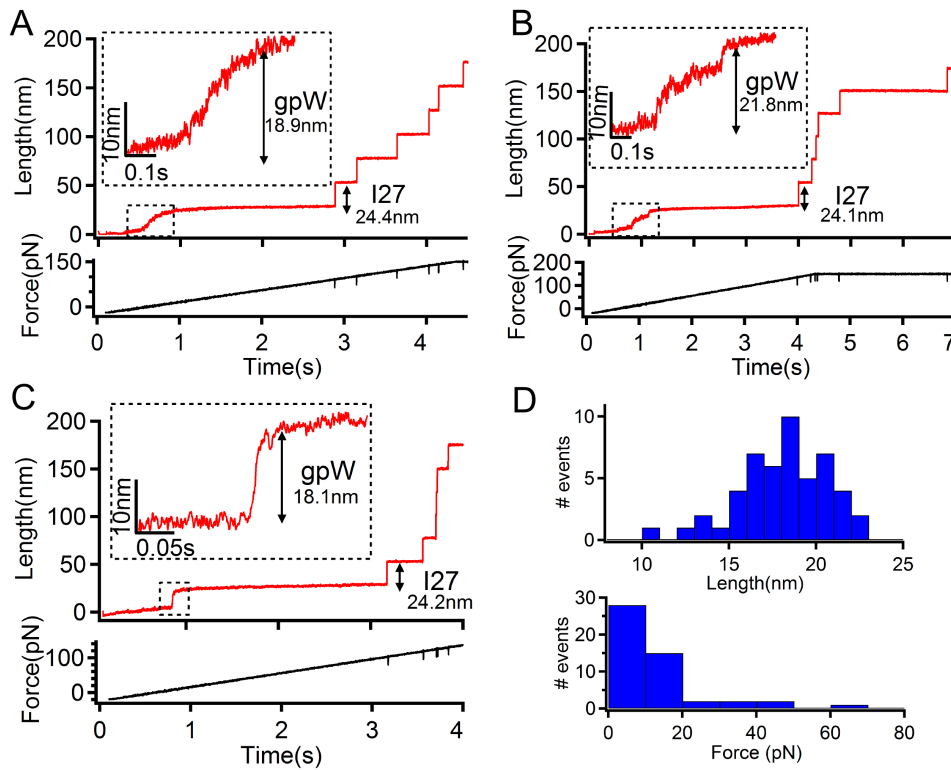 A
Length(nm)
200
150
100
50
0
10nm
0.1s
gpW
18.9nm
I27
24.4nm
Force(pN)
150
0
0 1 2 3 4
Time(s)
B
Length(nm)
200
150
100
50
0
10nm
0.1s
gpW
21.8nm
I27
24.1nm
Force(pN)
200
100
0
0 1 2 3 4 5 6 7
Time(s)
C
Length(nm)
200
150
100
50
0
10nm
0.05s
gpW
18.1nm
I27
24.2nm
Force(pN)
100
0
0 1 2 3 4
Time(s)
D
# events
10
5
0
5 10 15 20 25
Length(nm)
# events
30
20
10
0
0 20 40 60 80
Force (pN)